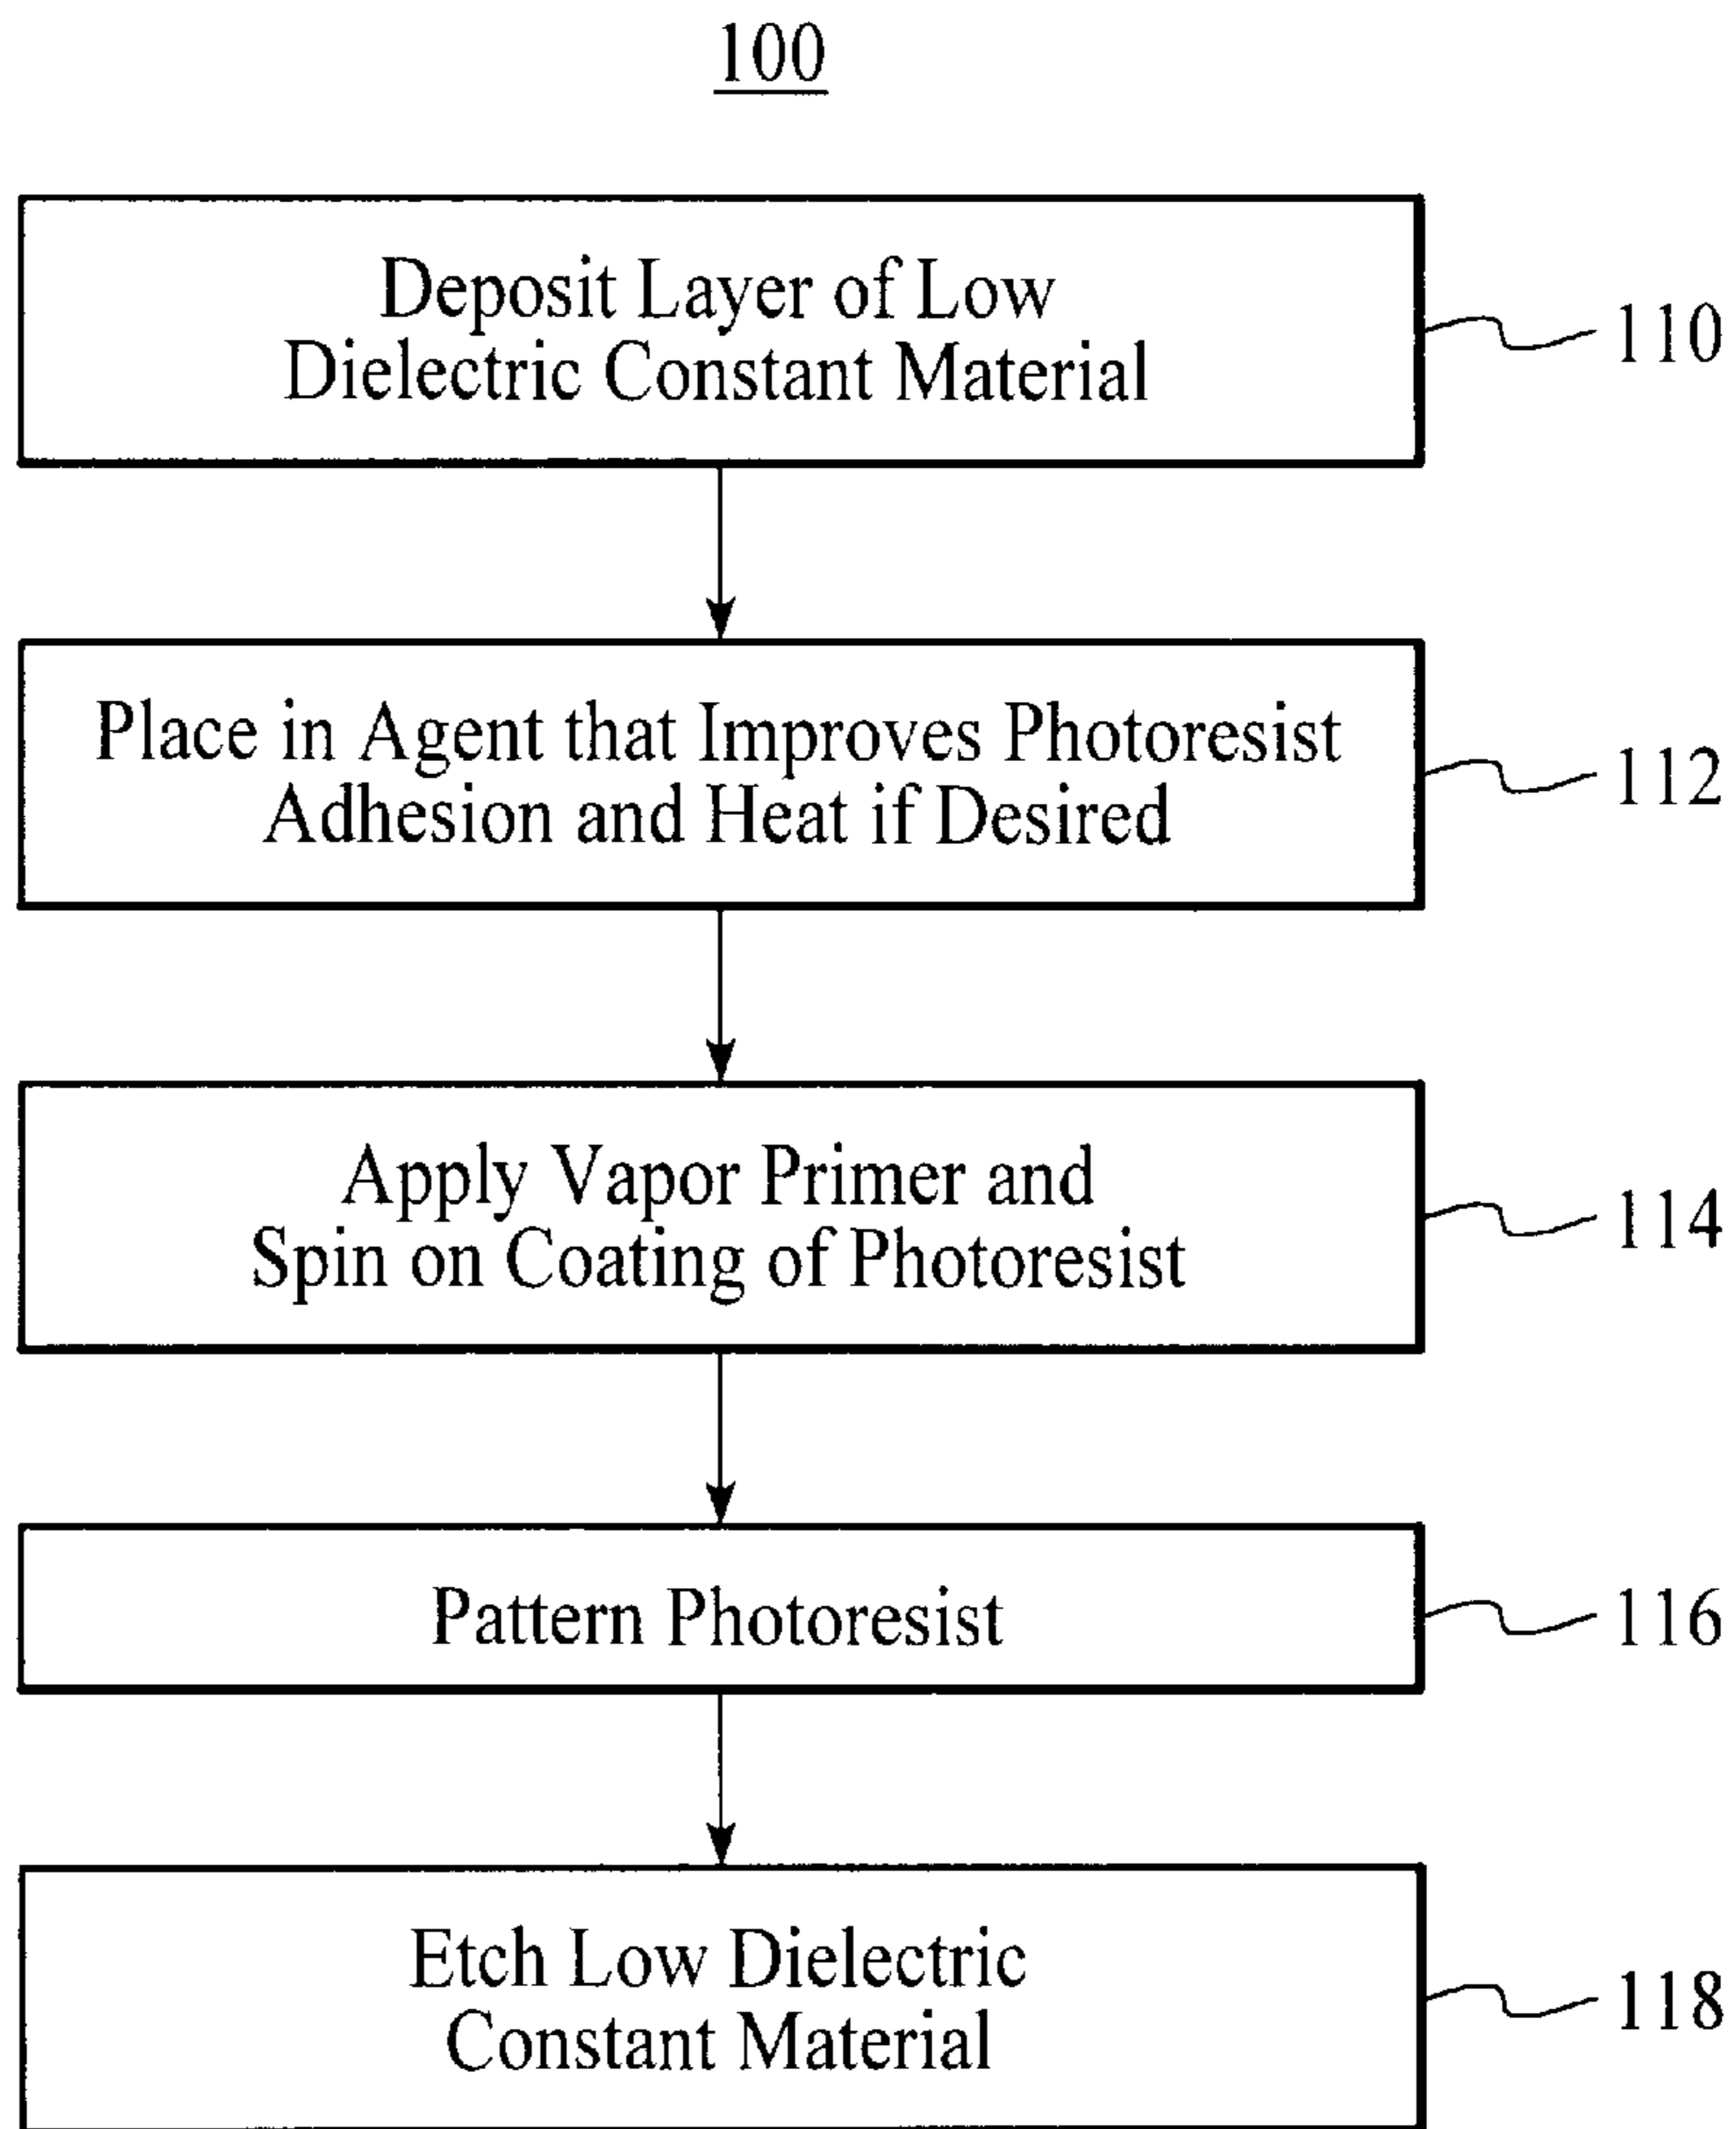 100
Deposit Layer of Low
Dielectric Constant Material
110
Place in Agent that Improves Photoresist
Adhesion and Heat if Desired
112
Apply Vapor Primer and
Spin on Coating of Photoresist
114
Pattern Photoresist
116
Etch Low Dielectric
Constant Material
118